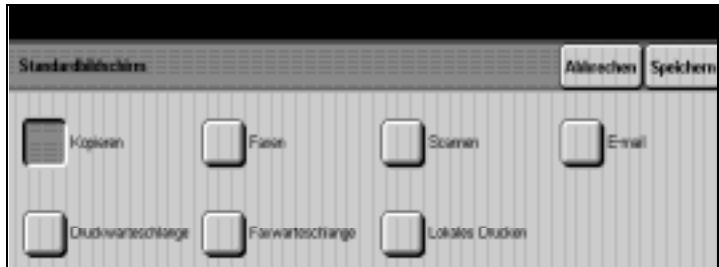 Standardbildschirm Abbrechen Speichern
Kopieren Faxen Scannen E-mail
Druckwarteschlange Faxwarteschlange Lokales Drucken